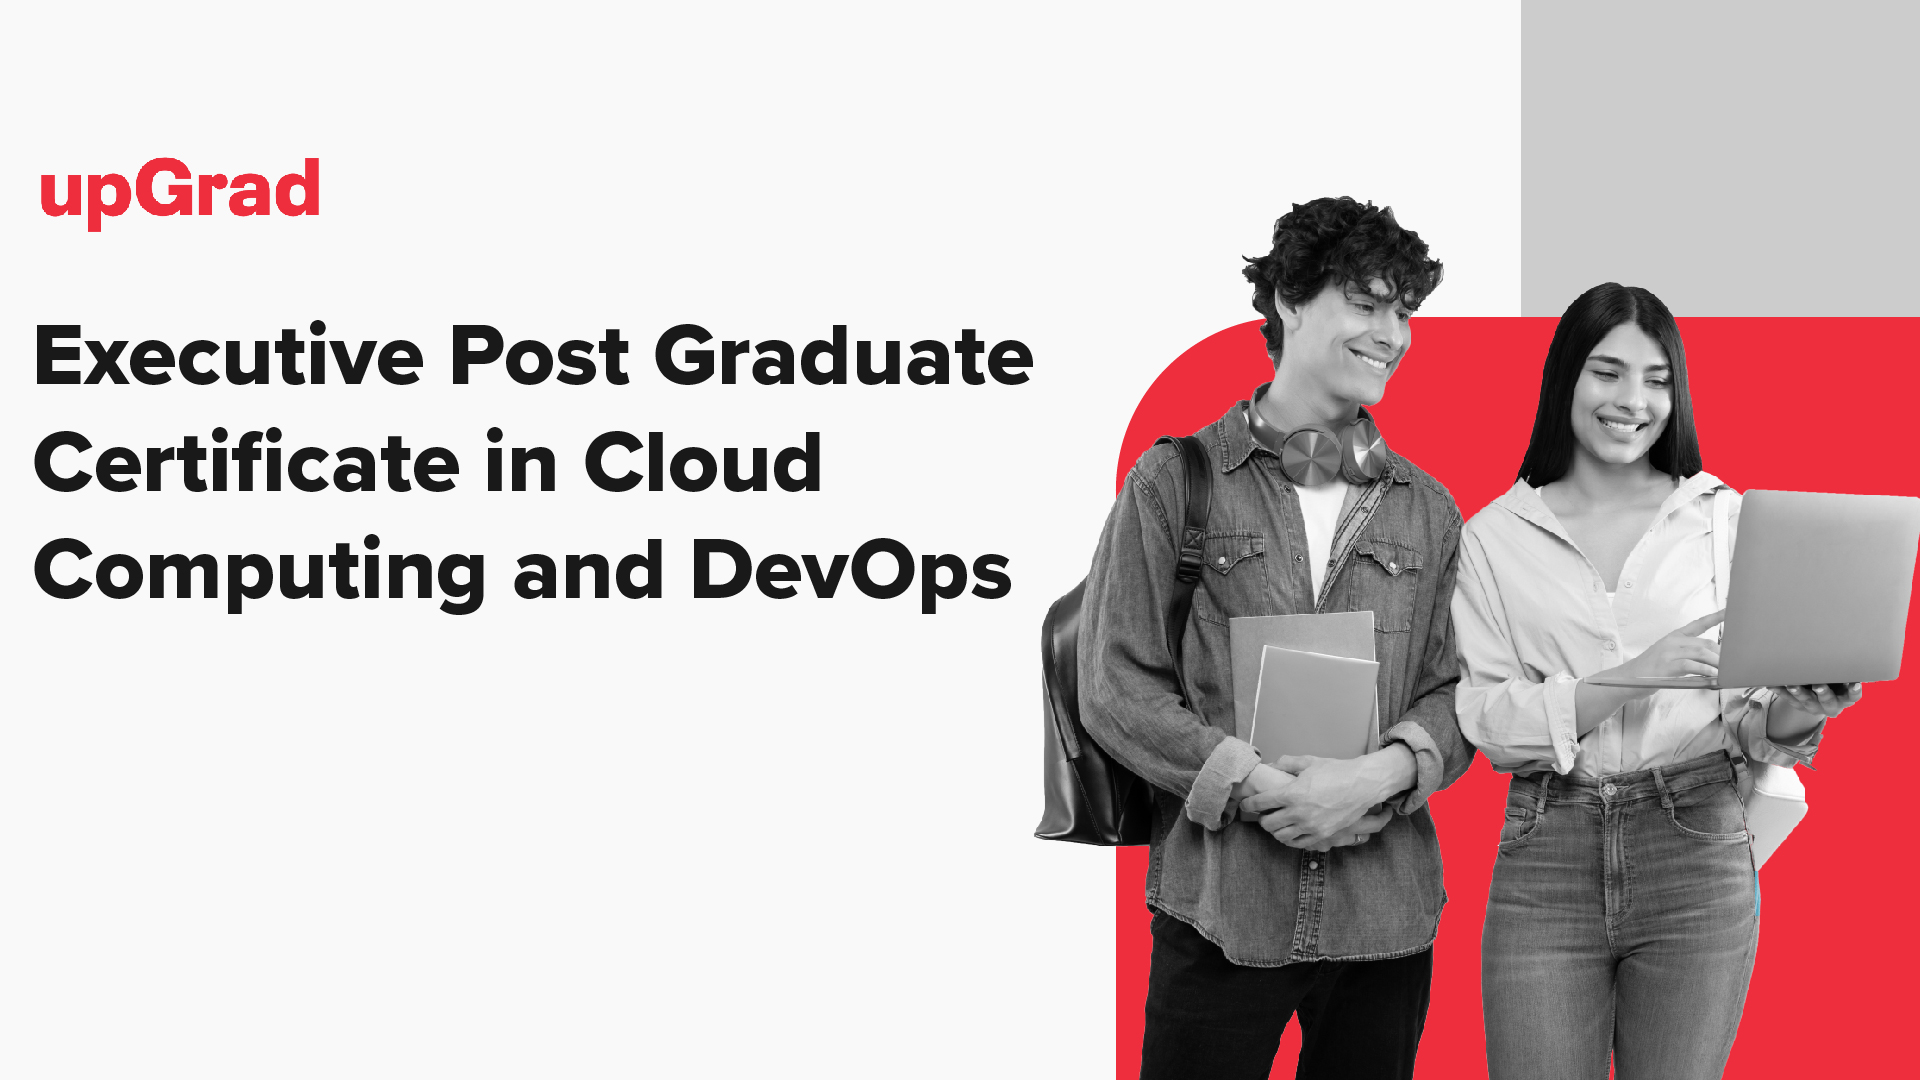 upGrad
Executive Post Graduate
Certificate in Cloud
Computing and DevOps